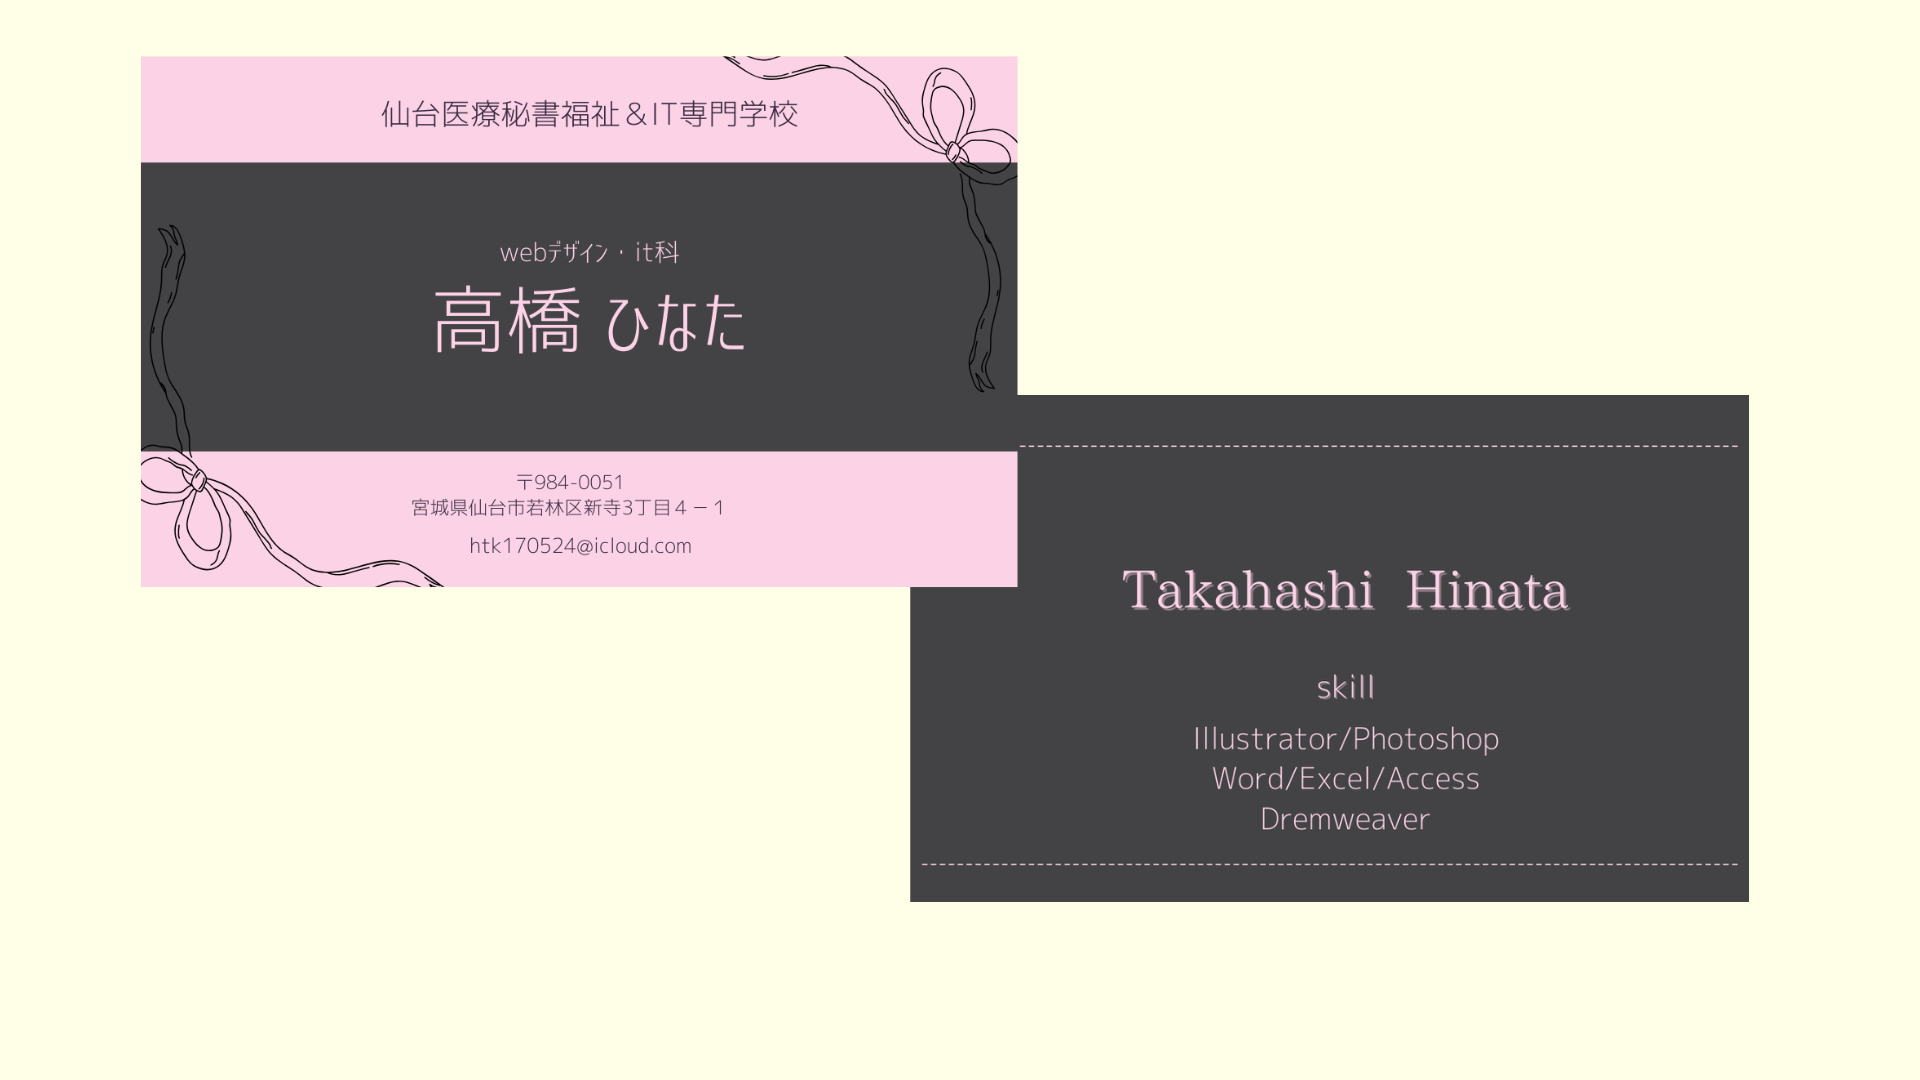 仙台医療秘書福祉＆IT専門学校
webデザイン・it科
高橋 ひなた
〒984-0051
宮城県仙台市若林区新寺3丁目４－１
htk170524@icloud.com
Takahashi Hinata
skill
Illustrator/Photoshop
Word/Excel/Access
Dremweaver